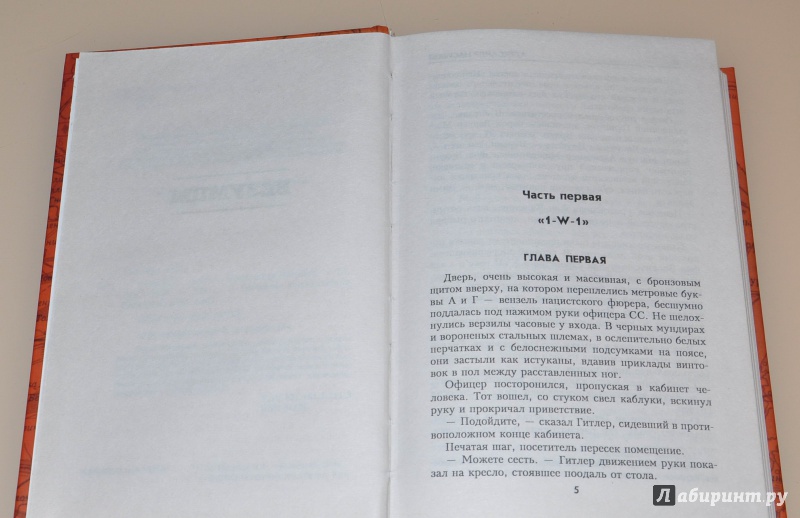 Часть первая
«1-W-1»
ГЛАВА ПЕРВАЯ
Дверь, очень высокая и массивная, с бронзовым
щитом вверху, на котором переплелись метровые бук-
вы А и Г — вензель нацистского фюрера, бесшумно
поддалась под нажимом руки офицера СС. Не шелох-
нулись верзилы часовые у входа. В черных мундирах
и вороненых стальных шлемах, в ослепительно белых
перчатках и с белоснежными подсумками на поясе,
они застыли как истуканы, вдавив приклады винто-
вок в пол между расставленных ног.
Офицер посторонился, пропуская в кабинет че-
ловека. Тот вошел, со стуком свел каблуки, вскинул
руку и прокричал приветствие.
— Подойдите, — сказал Гитлер, сидевший в проти-
воположном конце кабинета.
Печатая шаг, посетитель пересек помещение.
— Можете сесть. — Гитлер движением руки пока-
зал на кресло, стоявшее поодаль от стола.
5
Лабиринт.ру